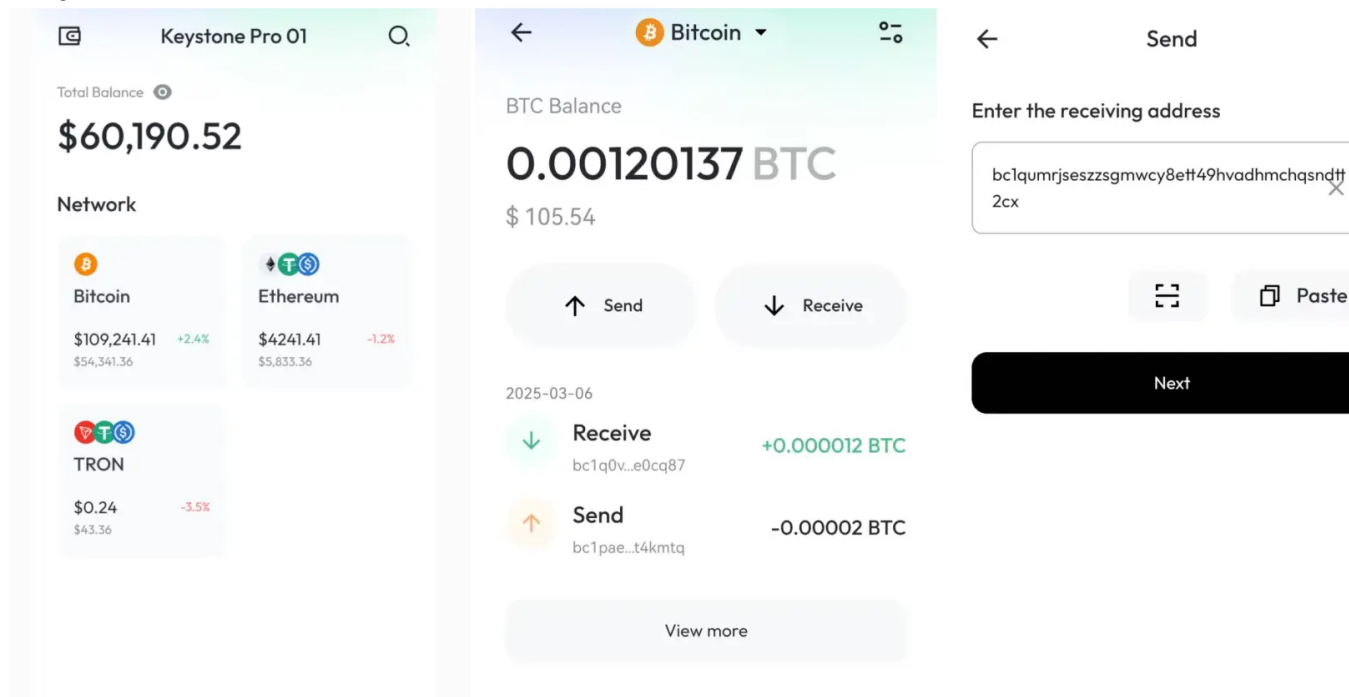 Keystone Pro 01
Total Balance
$60,190.52
Network
Bitcoin
$109,241.41 +2.4%
$54,341.36
Ethereum
$4241.41 -1.2%
$5,833.36
TRON
$0.24 -3.5%
$43.36
Bitcoin
BTC Balance
0.00120137 BTC
$ 105.54
Send
Receive
2025-03-06
Receive
+0.000012 BTC
bc1q0v...e0cq87
Send
-0.00002 BTC
bc1pae...t4kmtq
View more
Send
Enter the receiving address
bc1qumrjseszzsgmwcy8ett49hvadhmchqsndtt
2cx
Paste
Next